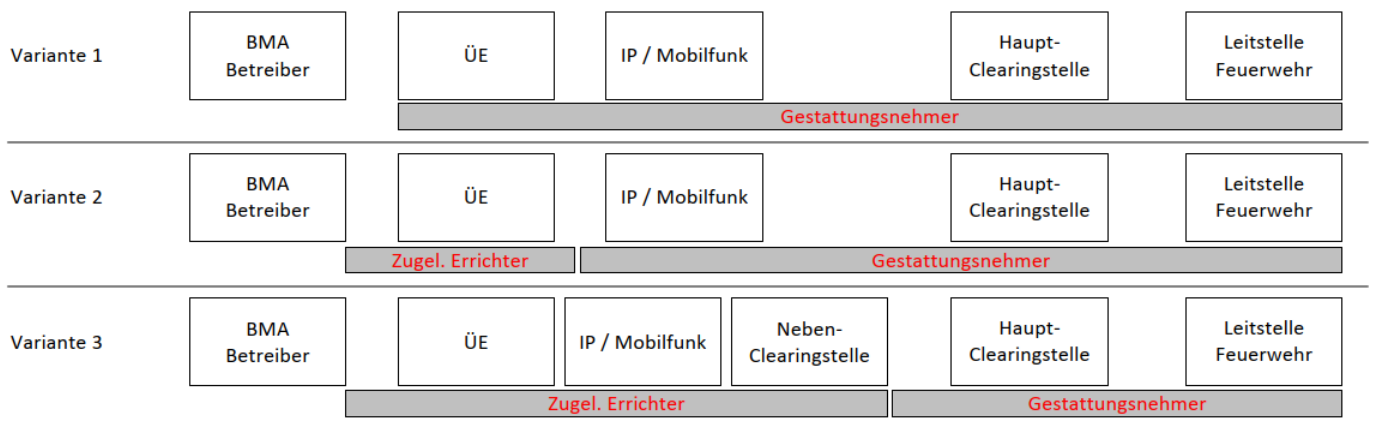 Variante 1
BMA
Betreiber
ÜE
IP / Mobilfunk
Haupt-
Clearingstelle
Leitstelle
Feuerwehr
Gestattungsnehmer
Variante 2
BMA
Betreiber
ÜE
IP / Mobilfunk
Haupt-
Clearingstelle
Leitstelle
Feuerwehr
Zugel. Errichter
Gestattungsnehmer
Variante 3
BMA
Betreiber
ÜE
IP / Mobilfunk
Neben-
Clearingstelle
Haupt-
Clearingstelle
Leitstelle
Feuerwehr
Zugel. Errichter
Gestattungsnehmer